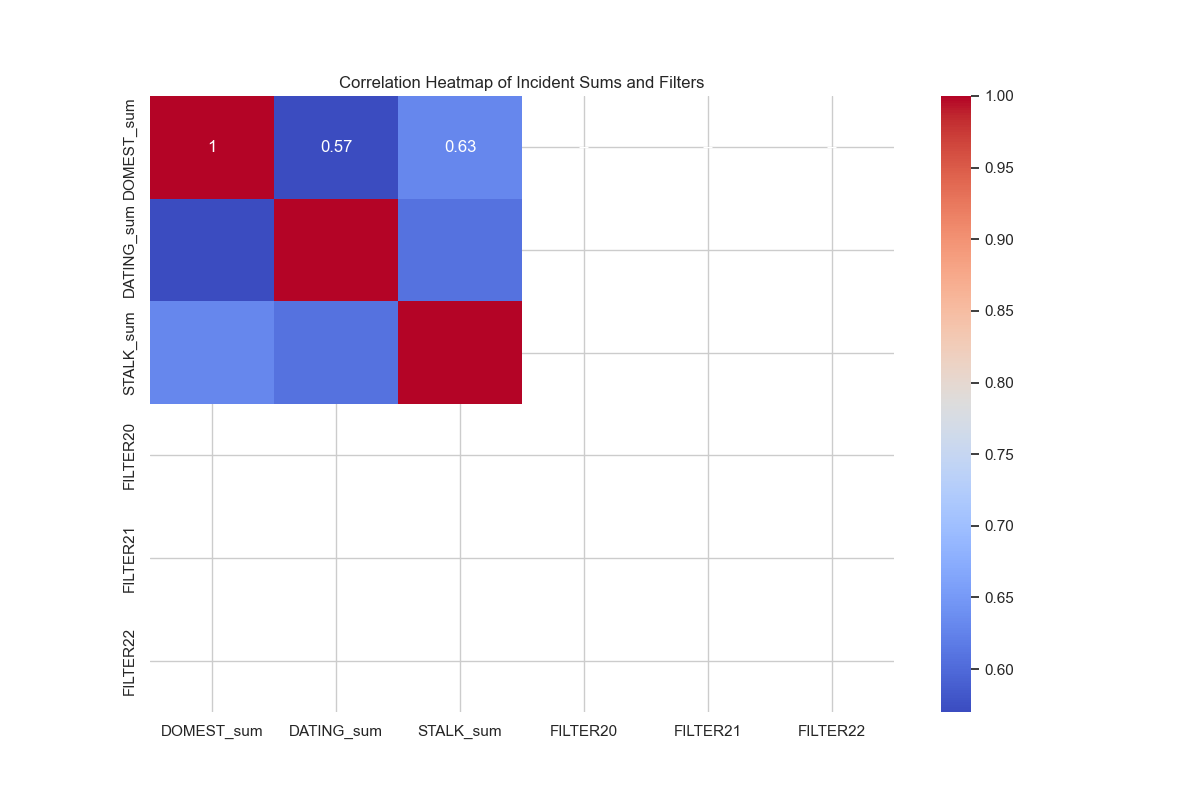 Correlation Heatmap of Incident Sums and Filters
DOMEST_sum
DATING_sum
STALK_sum
FILTER20
FILTER21
FILTER22
1
0.57
0.63
DOMEST_sum
DATING_sum
STALK_sum
FILTER20
FILTER21
FILTER22
1.00
0.95
0.90
0.85
0.80
0.75
0.70
0.65
0.60